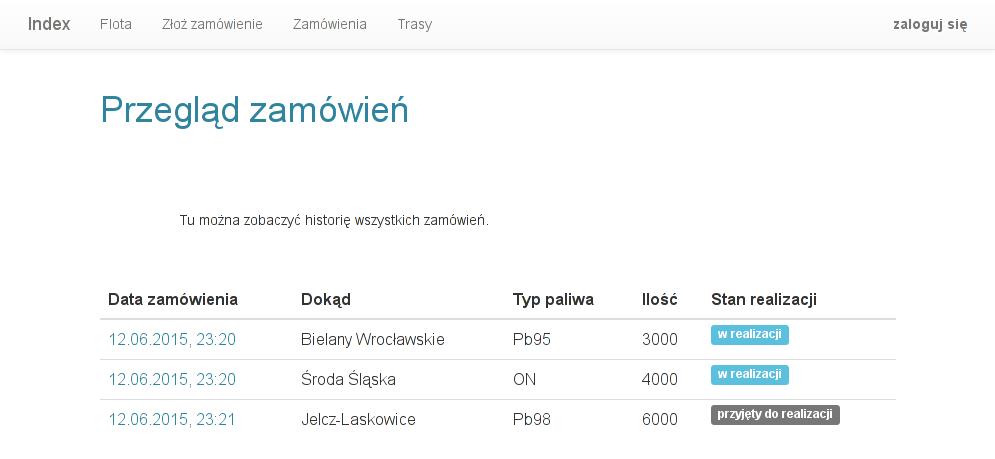 Index Flota Złoż zamówienie Zamówienia Trasy zaloguj się
Przegląd zamówień
Tu można zobaczyć historię wszystkich zamówień.
Data zamówienia Dokąd Typ paliwa Ilość Stan realizacji
12.06.2015, 23:20 Bielany Wrocławskie Pb95 3000 w realizacji
12.06.2015, 23:20 Środa Śląska ON 4000 w realizacji
12.06.2015, 23:21 Jelcz-Laskowice Pb98 6000 przyjęty do realizacji